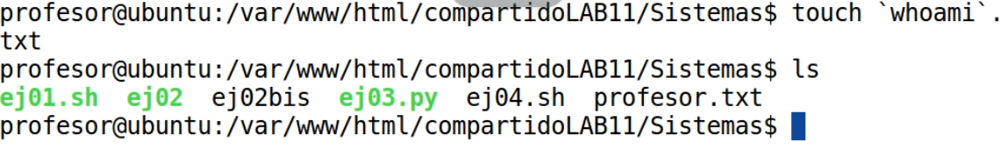 profesor@ubuntu:/var/www/html/compartidoLAB11/Sistemas$ touch `whoami`.
txt
profesor@ubuntu:/var/www/html/compartidoLAB11/Sistemas$ ls
ej01.sh  ej02  ej02bis  ej03.py  ej04.sh  profesor.txt
profesor@ubuntu:/var/www/html/compartidoLAB11/Sistemas$